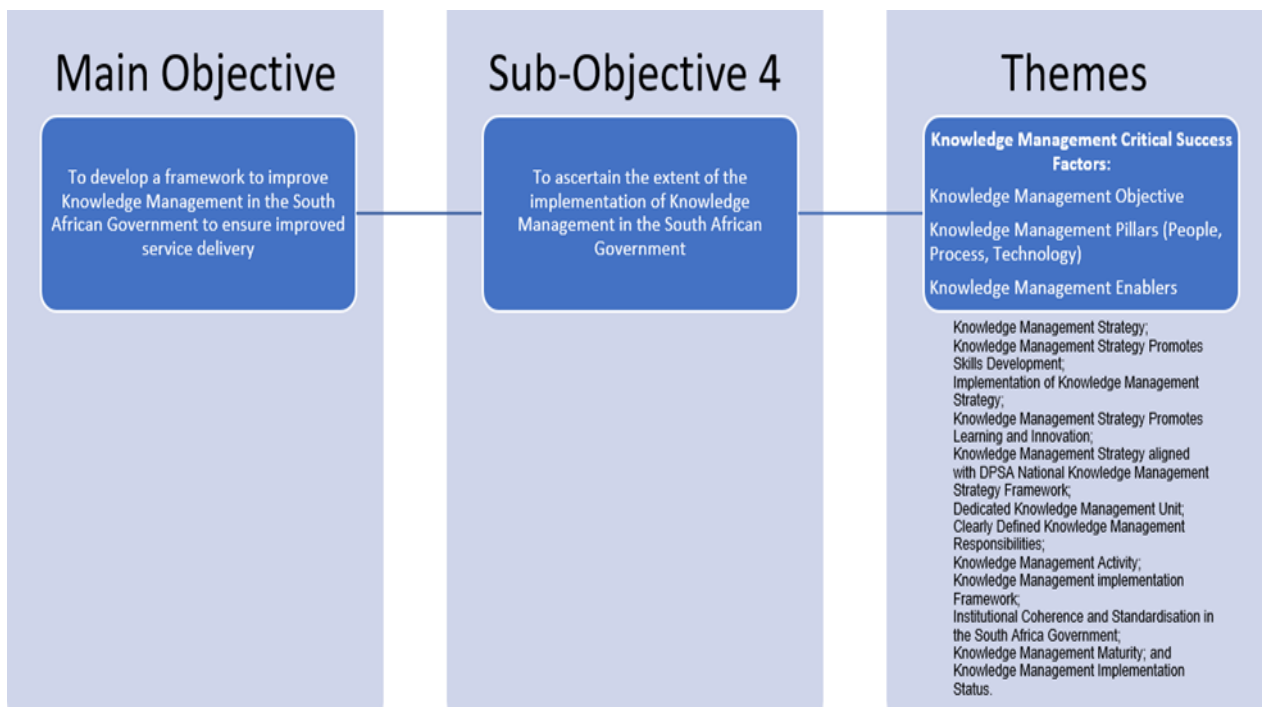 Main Objective
To develop a framework to improve
Knowledge Management in the South
African Government to ensure improved
service delivery
Sub-Objective 4
To ascertain the extent of the
implementation of Knowledge
Management in the South African
Government
Themes
Knowledge Management Critical Success
Factors:
Knowledge Management Objective
Knowledge Management Pillars (People,
Process, Technology)
Knowledge Management Enablers
Knowledge Management Strategy;
Knowledge Management Strategy Promotes
Skills Development;
Implementation of Knowledge Management
Strategy;
Knowledge Management Strategy Promotes
Learning and Innovation;
Knowledge Management Strategy aligned
with DPSA National Knowledge Management
Strategy Framework;
Dedicated Knowledge Management Unit;
Clearly Defined Knowledge Management
Responsibilities;
Knowledge Management Activity;
Knowledge Management implementation
Framework;
Institutional Coherence and Standardisation in
the South Africa Government;
Knowledge Management Maturity; and
Knowledge Management Implementation
Status.